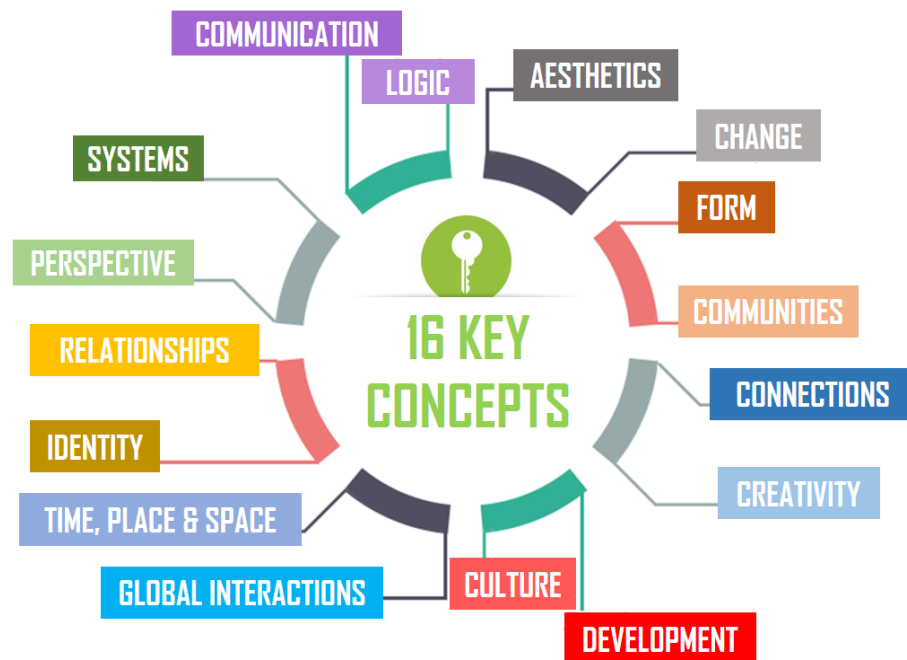 COMMUNICATION
LOGIC
AESTHETICS
CHANGE
SYSTEMS
FORM
PERSPECTIVE
COMMUNITIES
RELATIONSHIPS
16 KEY
CONCEPTS
CONNECTIONS
IDENTITY
CREATIVITY
TIME, PLACE & SPACE
GLOBAL INTERACTIONS
CULTURE
DEVELOPMENT